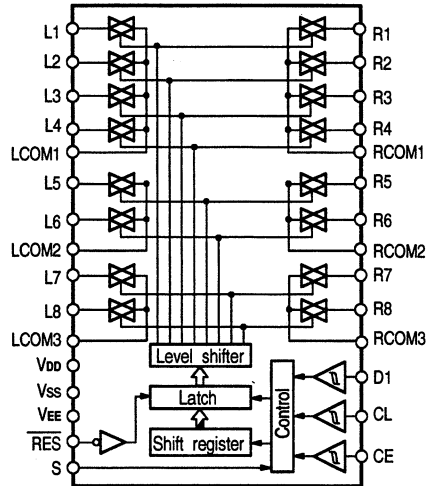 L1 R1
L2 R2
L3 R3
L4 R4
LCOM1 RCOM1
L5 R5
L6 R6
LCOM2 RCOM2
L7 R7
L8 R8
LCOM3 RCOM3
VDD Level shifter D1
VSS Latch Control CL
VEE
RES Shift register CE
S